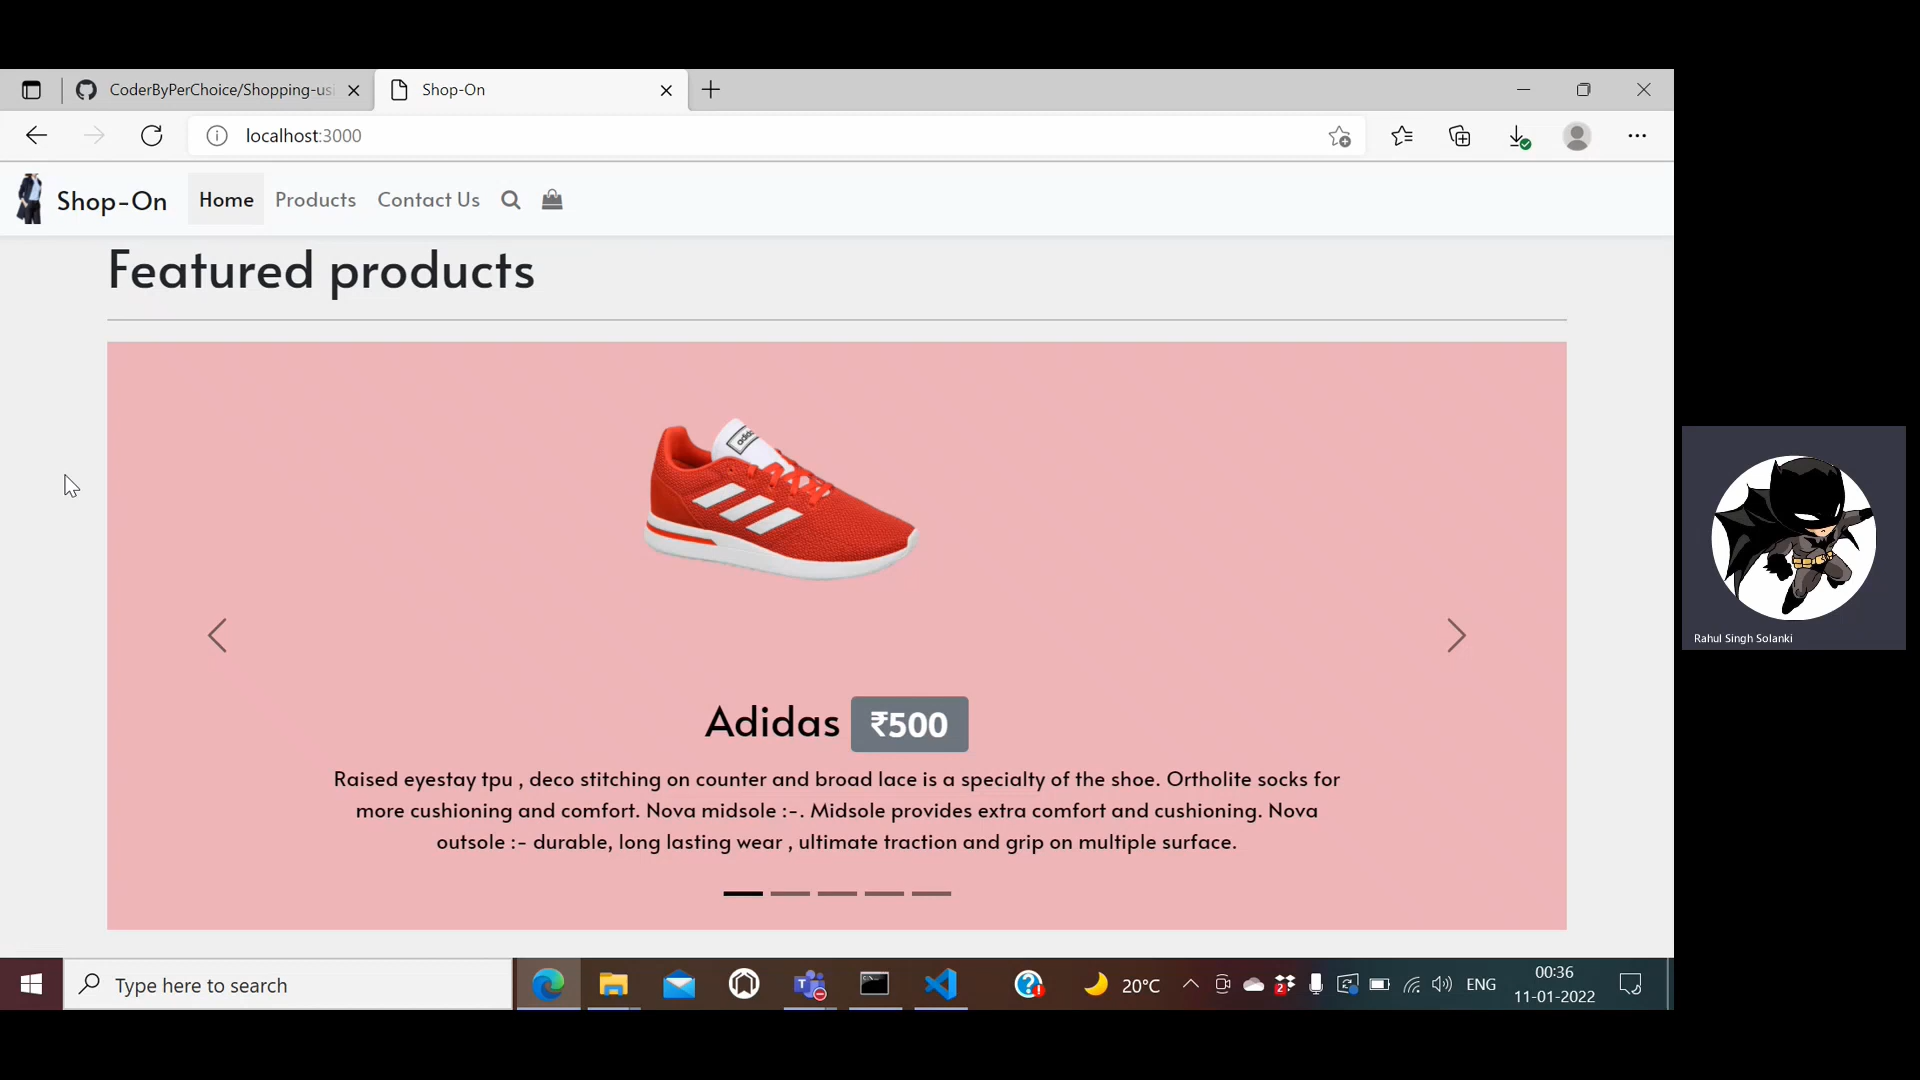 CoderByPerChoice/Shopping-usi
Shop-On
localhost:3000
Shop-On
Home
Products
Contact Us
Featured products
adidas
Adidas ₹500
Raised eyestay tpu , deco stitching on counter and broad lace is a specialty of the shoe. Ortholite socks for
more cushioning and comfort. Nova midsole :-. Midsole provides extra comfort and cushioning. Nova
outsole :- durable, long lasting wear , ultimate traction and grip on multiple surface.
Rahul Singh Solanki
Type here to search
20°C
2
ENG
00:36
11-01-2022